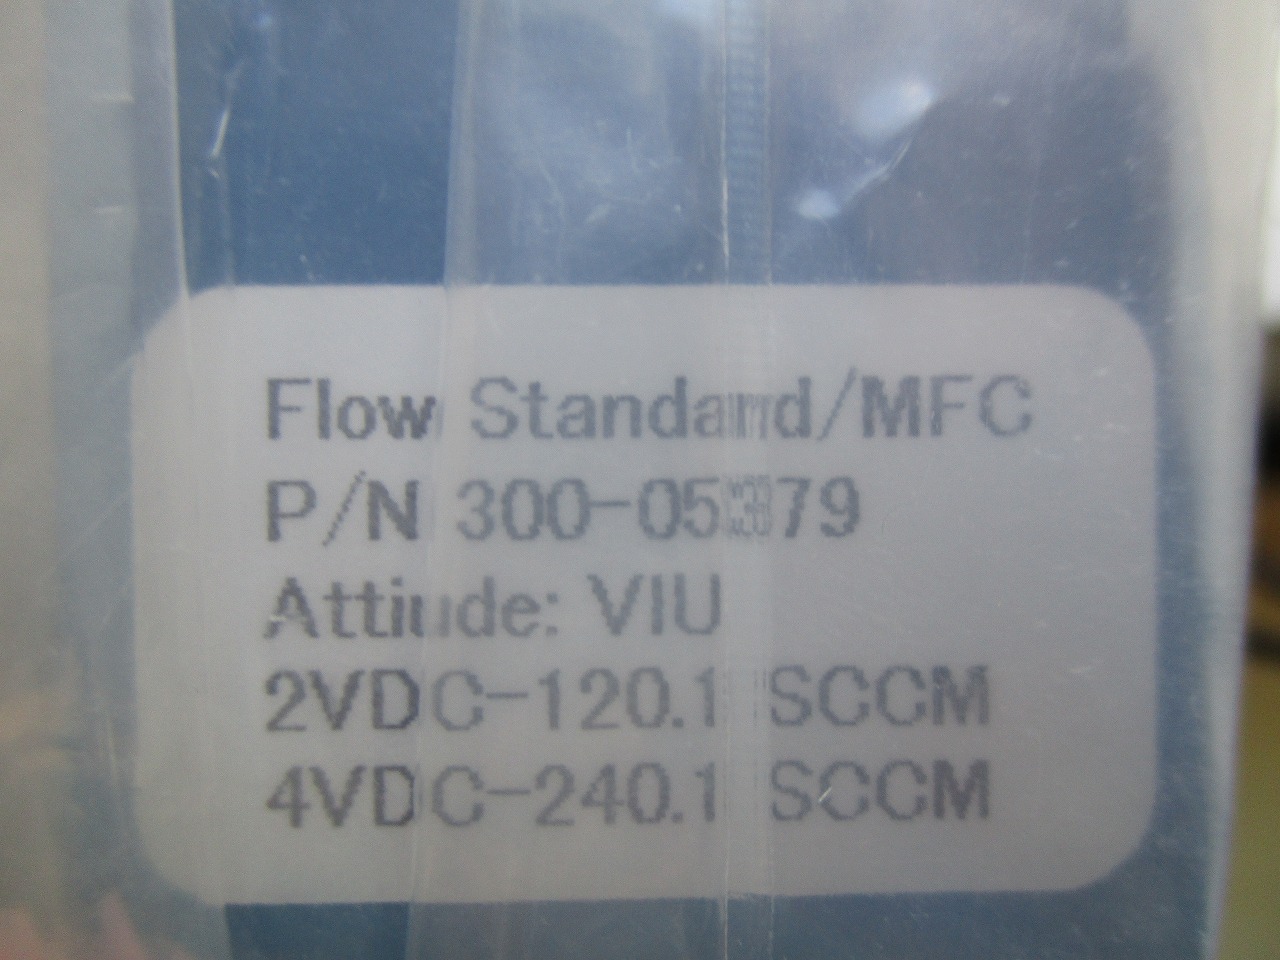 Flow Standard/MFC
P/N
Attiude: VIU
2VDC-120.1 SCCM
4VDC-240.1 SCCM